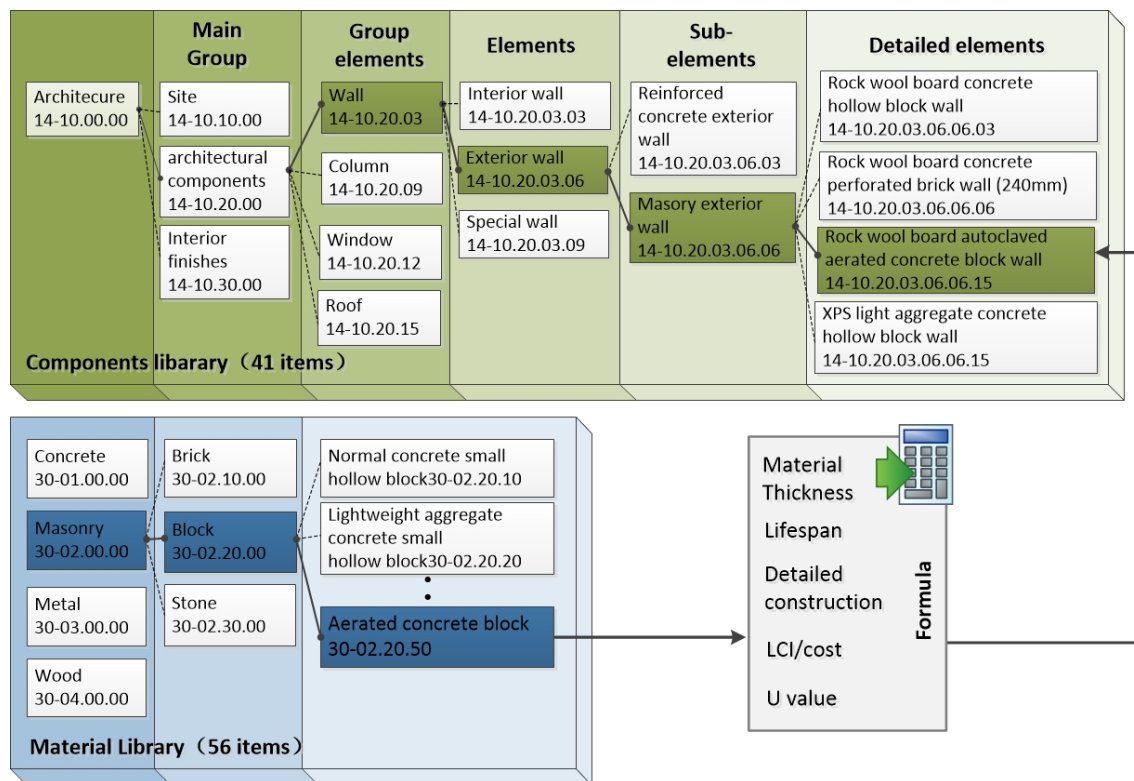 Main
Group
Group
elements
Elements
Sub-
elements
Detailed elements
Architecure
14-10.00.00
Site
14-10.10.00
architectural
components
14-10.20.00
Interior
finishes
14-10.30.00
Wall
14-10.20.03
Column
14-10.20.09
Window
14-10.20.12
Roof
14-10.20.15
Interior wall
14-10.20.03.03
Exterior wall
14-10.20.03.06
Special wall
14-10.20.03.09
Reinforced
concrete exterior
wall
14-10.20.03.06.03
Masory exterior
wall
14-10.20.03.06.06
Rock wool board concrete
hollow block wall
14-10.20.03.06.06.03
Rock wool board concrete
perforated brick wall (240mm)
14-10.20.03.06.06.06
Rock wool board autoclaved
aerated concrete block wall
14-10.20.03.06.06.15
XPS light aggregate concrete
hollow block wall
14-10.20.03.06.06.15
Components libarary（41 items）
Concrete
30-01.00.00
Masonry
30-02.00.00
Metal
30-03.00.00
Wood
30-04.00.00
Brick
30-02.10.00
Block
30-02.20.00
Stone
30-02.30.00
Normal concrete small
hollow block30-02.20.10
Lightweight aggregate
concrete small
hollow block30-02.20.20
Aerated concrete block
30-02.20.50
Material Library（56 items）
Material
Thickness
Lifespan
Detailed
construction
LCI/cost
U value
Formula